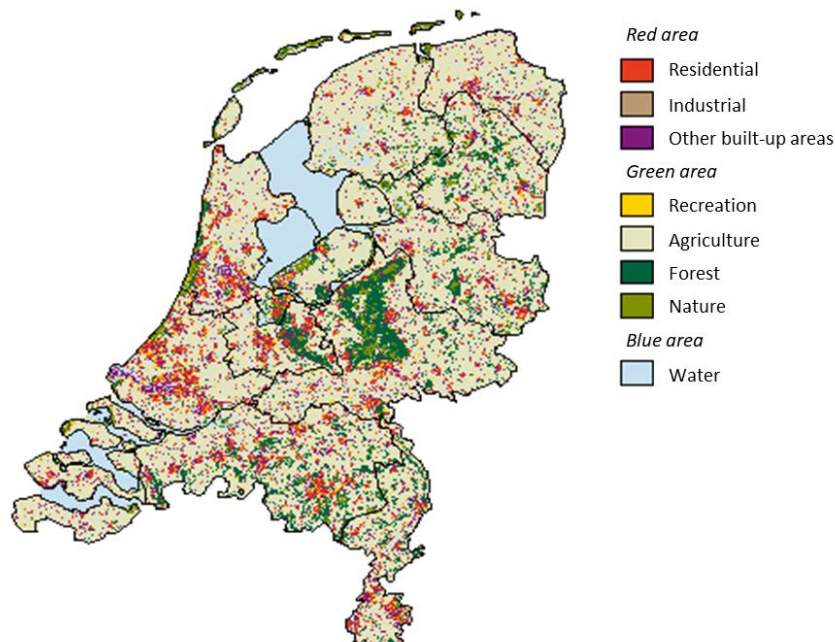 Red area
Residential
Industrial
Other built-up areas
Green area
Recreation
Agriculture
Forest
Nature
Blue area
Water